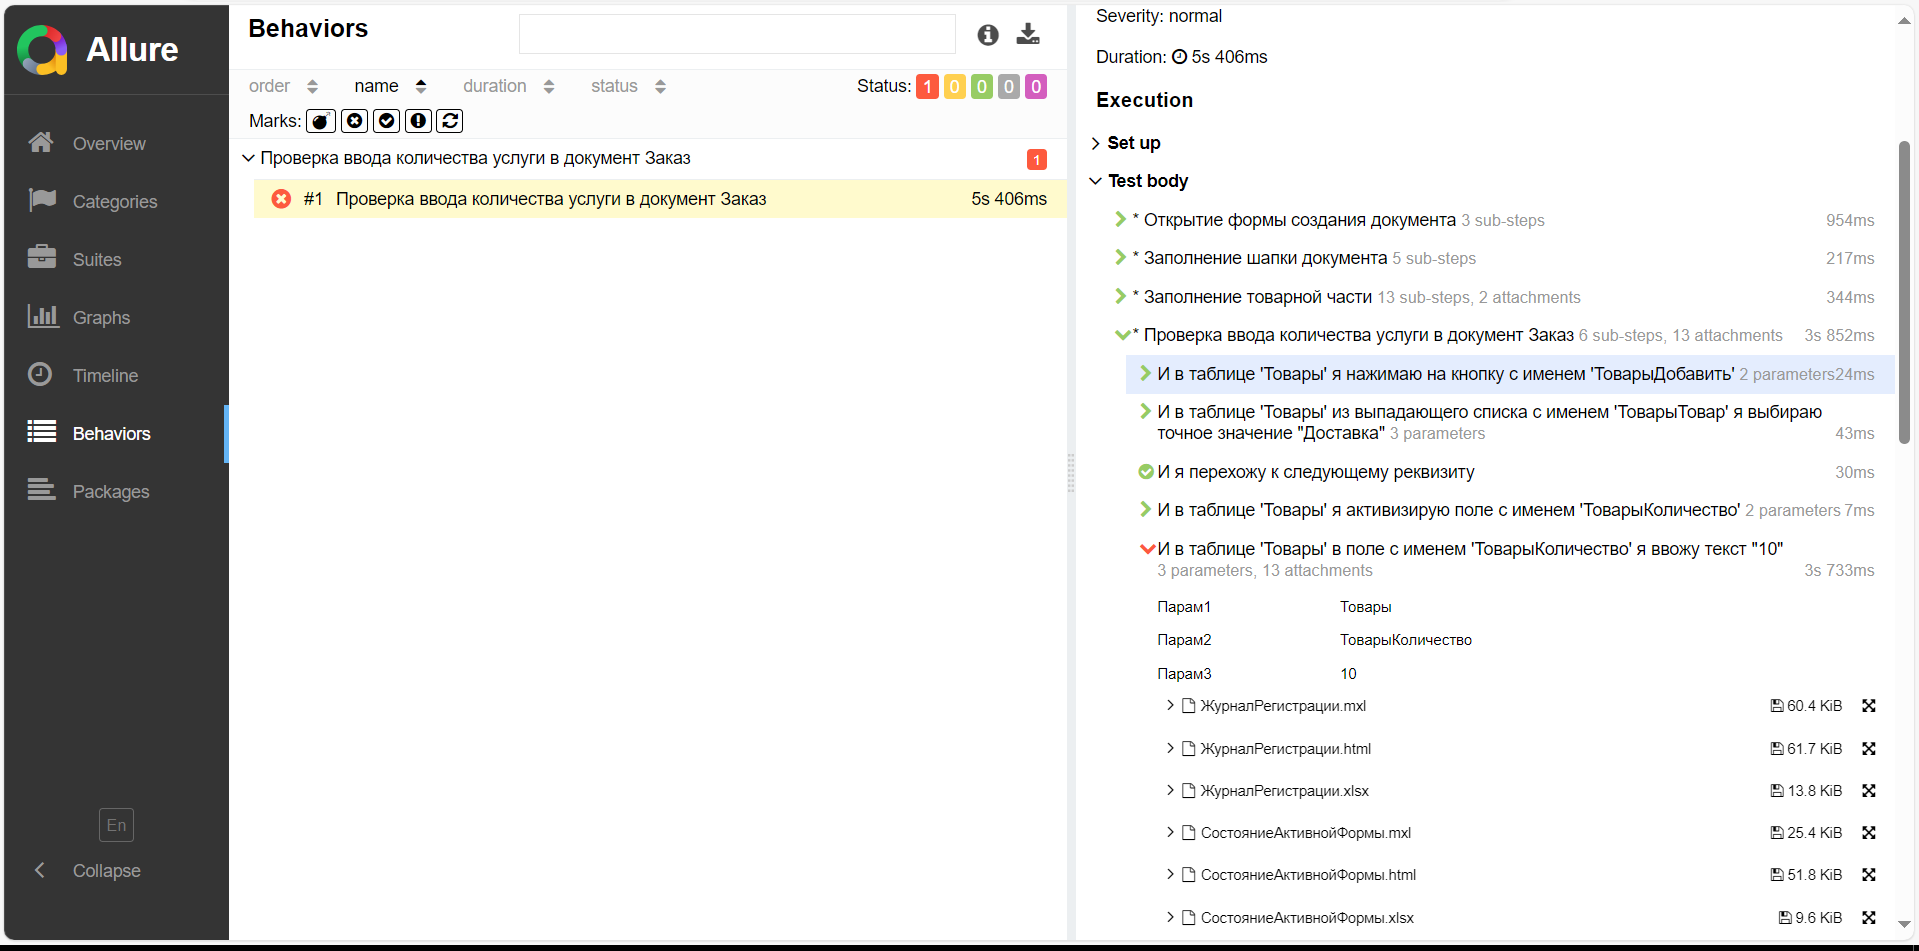 Allure
Overview
Categories
Suites
Graphs
Timeline
Behaviors
Packages
En
Collapse
Behaviors
order name duration status Status: 1 0 0 0 0
Marks:
Проверка ввода количества услуги в документ Заказ 1
#1 Проверка ввода количества услуги в документ Заказ 5s 406ms
Severity: normal
Duration: 5s 406ms
Execution
Set up
Test body
* Открытие формы создания документа 3 sub-steps 954ms
* Заполнение шапки документа 5 sub-steps 217ms
* Заполнение товарной части 13 sub-steps, 2 attachments 344ms
* Проверка ввода количества услуги в документ Заказ 6 sub-steps, 13 attachments 3s 852ms
И в таблице 'Товары' я нажимаю на кнопку с именем 'ТоварыДобавить' 2 parameters24ms
И в таблице 'Товары' из выпадающего списка с именем 'ТоварыТовар' я выбираю
точное значение "Доставка" 3 parameters 43ms
И я перехожу к следующему реквизиту 30ms
И в таблице 'Товары' я активизирую поле с именем 'ТоварыКоличество' 2 parameters 7ms
И в таблице 'Товары' в поле с именем 'ТоварыКоличество' я ввожу текст "10"
3 parameters, 13 attachments 3s 733ms
Парам1 Товары
Парам2 ТоварыКоличество
Парам3 10
ЖурналРегистрации.mxl 60.4 KiB
ЖурналРегистрации.html 61.7 KiB
ЖурналРегистрации.xlsx 13.8 KiB
СостояниеАктивнойФормы.mxl 25.4 KiB
СостояниеАктивнойФормы.html 51.8 KiB
СостояниеАктивнойФормы.xlsx 9.6 KiB